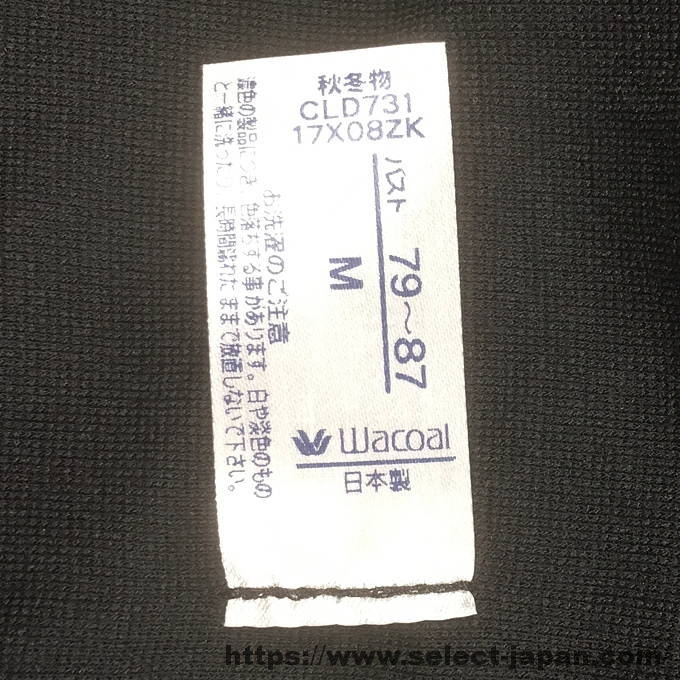 秋冬物
CLD731
17X08ZK
バスト
79〜87
M
お洗濯のご注意
濃色の製品につき、色落ちする事があります。白や淡色のもの
と一緒に洗ったり、長時間濡れたままで放置しないで下さい。
Wacoal
日本製
https://www.select-japan.com